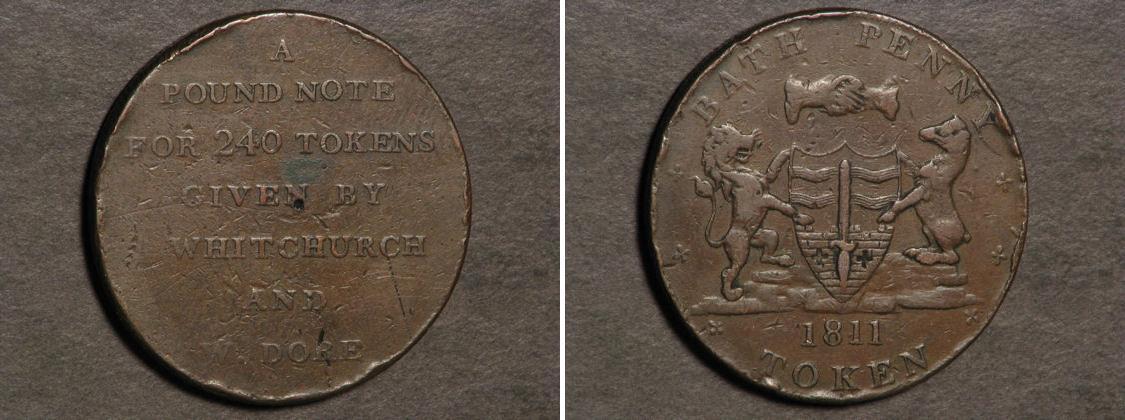 A
POUND NOTE
FOR 240 TOKENS
GIVEN BY
WHITCHURCH
AND
W. DORE
BATH PENNY
1811
TOKEN